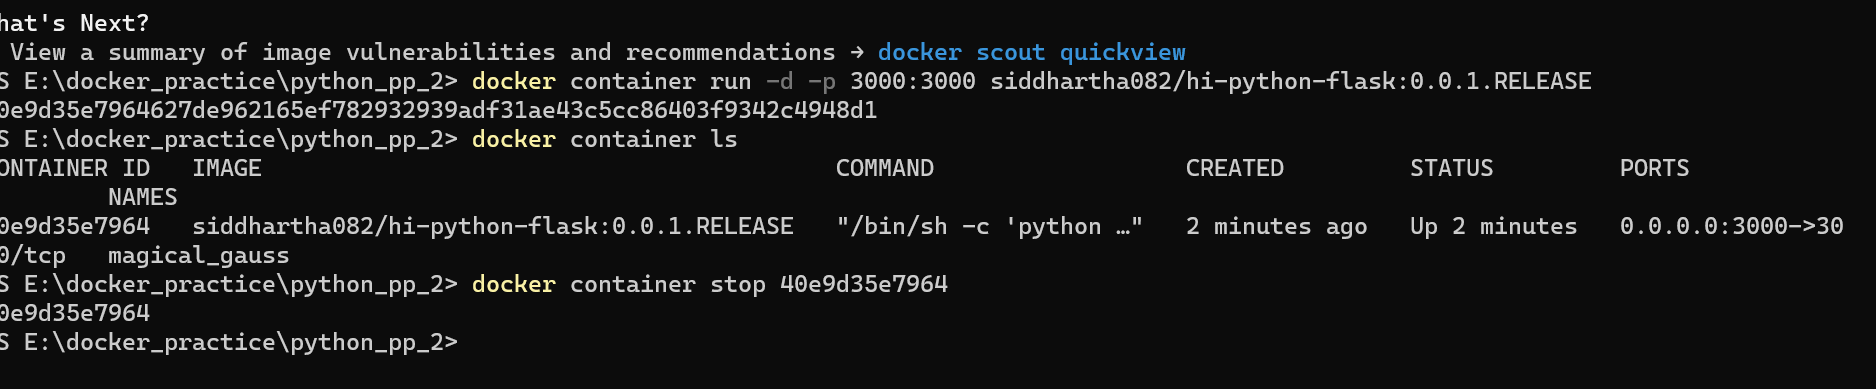 hat's Next?
View a summary of image vulnerabilities and recommendations → docker scout quickview
S E:\docker_practice\python_pp_2> docker container run -d -p 3000:3000 siddhartha082/hi-python-flask:0.0.1.RELEASE
0e9d35e7964627de962165ef782932939adf31ae43c5cc86403f9342c4948d1
S E:\docker_practice\python_pp_2> docker container ls
ONTAINER ID   IMAGE   COMMAND   CREATED   STATUS   PORTS
NAMES
0e9d35e7964   siddhartha082/hi-python-flask:0.0.1.RELEASE   "/bin/sh -c 'python …"   2 minutes ago   Up 2 minutes   0.0.0.0:3000->30
0/tcp   magical_gauss
S E:\docker_practice\python_pp_2> docker container stop 40e9d35e7964
0e9d35e7964
S E:\docker_practice\python_pp_2>